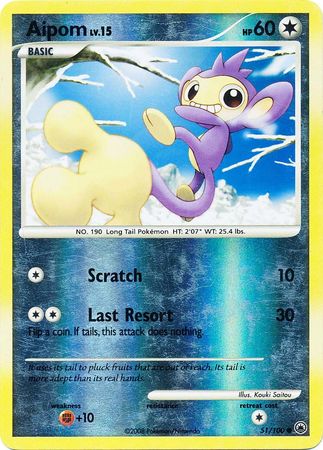 Aipom LV.15 HP 60
BASIC
NO. 190 Long Tail Pokémon HT: 2'07" WT: 25.4 lbs.
Scratch 10
Last Resort 30
Flip a coin. If tails, this attack does nothing.
It uses its tail to pluck fruits that are out of reach. Its tail is
more adept than its real hands.
Illus. Kouki Saitou
weakness resistance retreat cost
+10
©2008 Pokémon/Nintendo 51/100